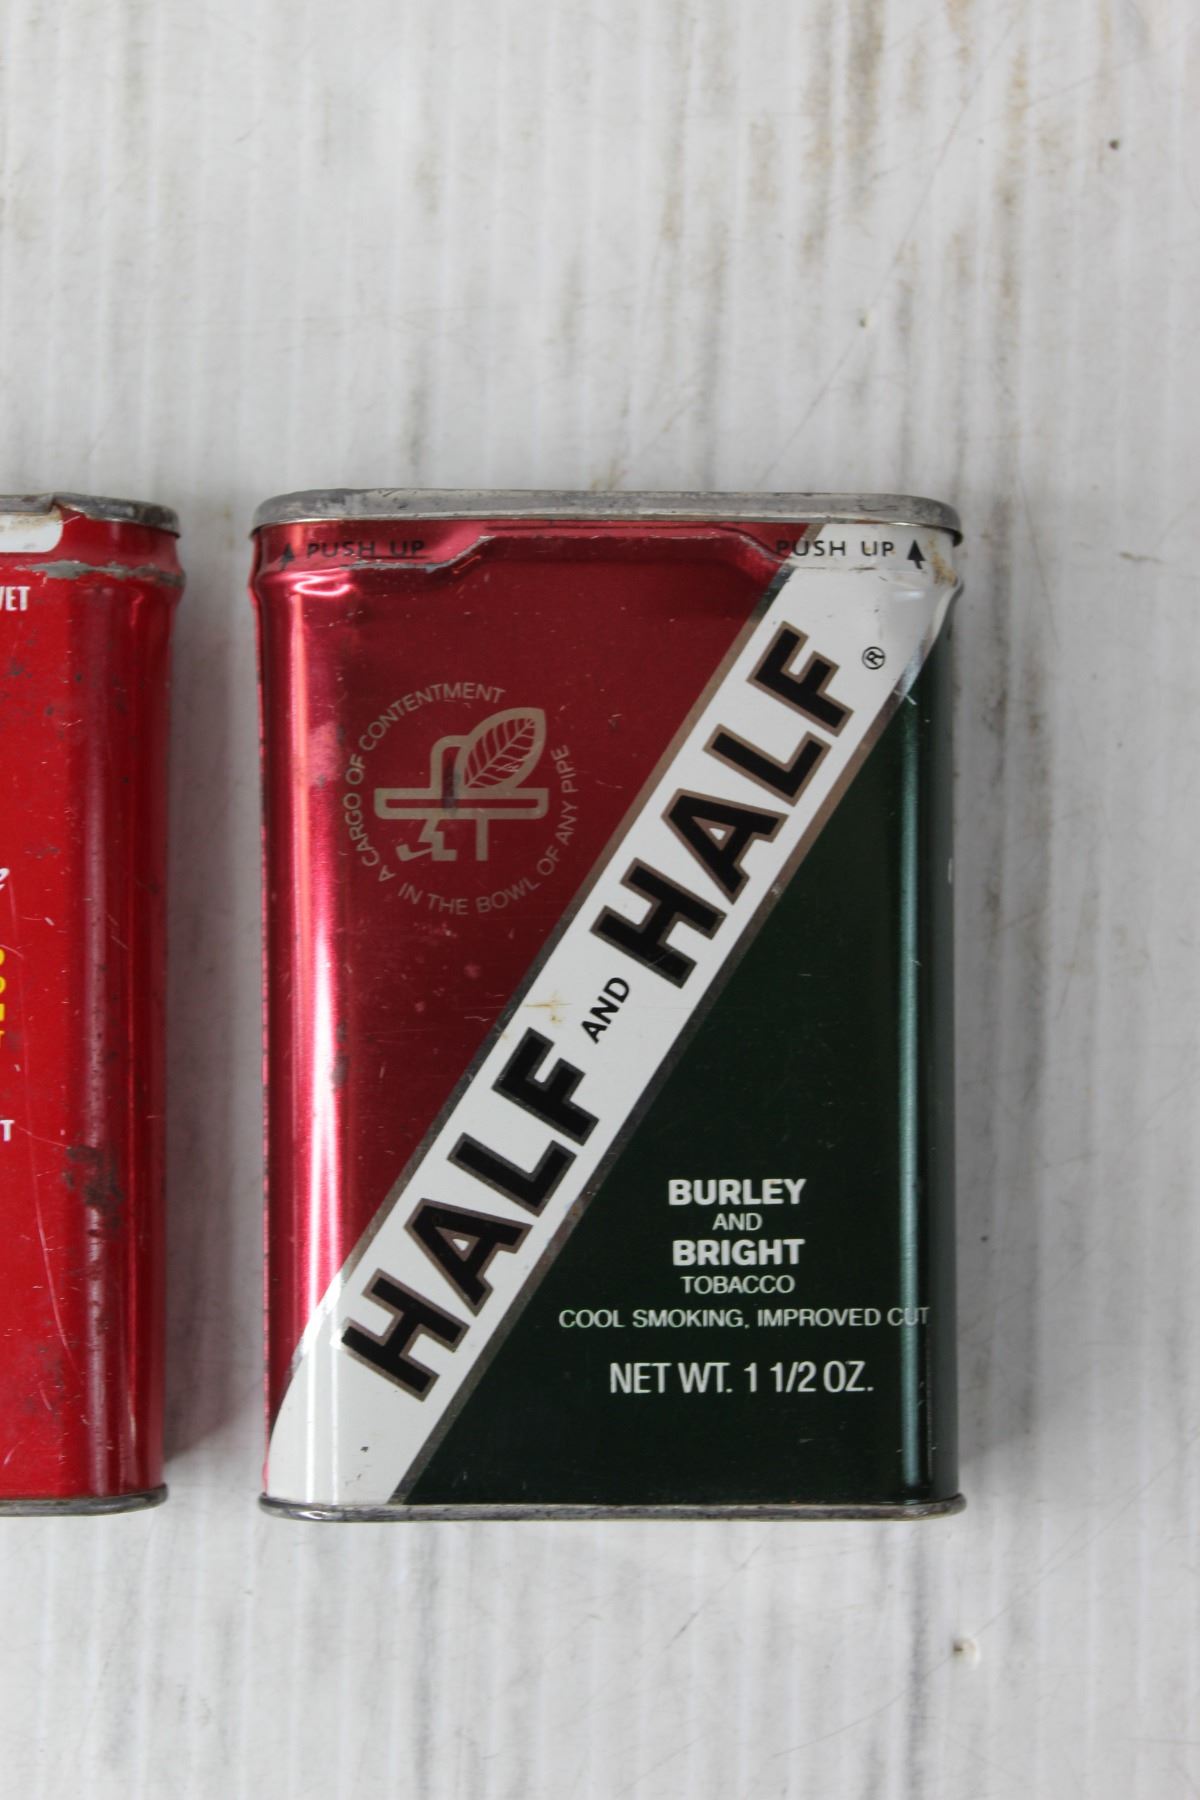 PUSH UP
PUSH UP
A CARGO OF CONTENTMENT
IN THE BOWL OF ANY PIPE
HALF AND HALF ®
BURLEY
AND
BRIGHT
TOBACCO
COOL SMOKING, IMPROVED CUT
NET WT. 1 1/2 OZ.